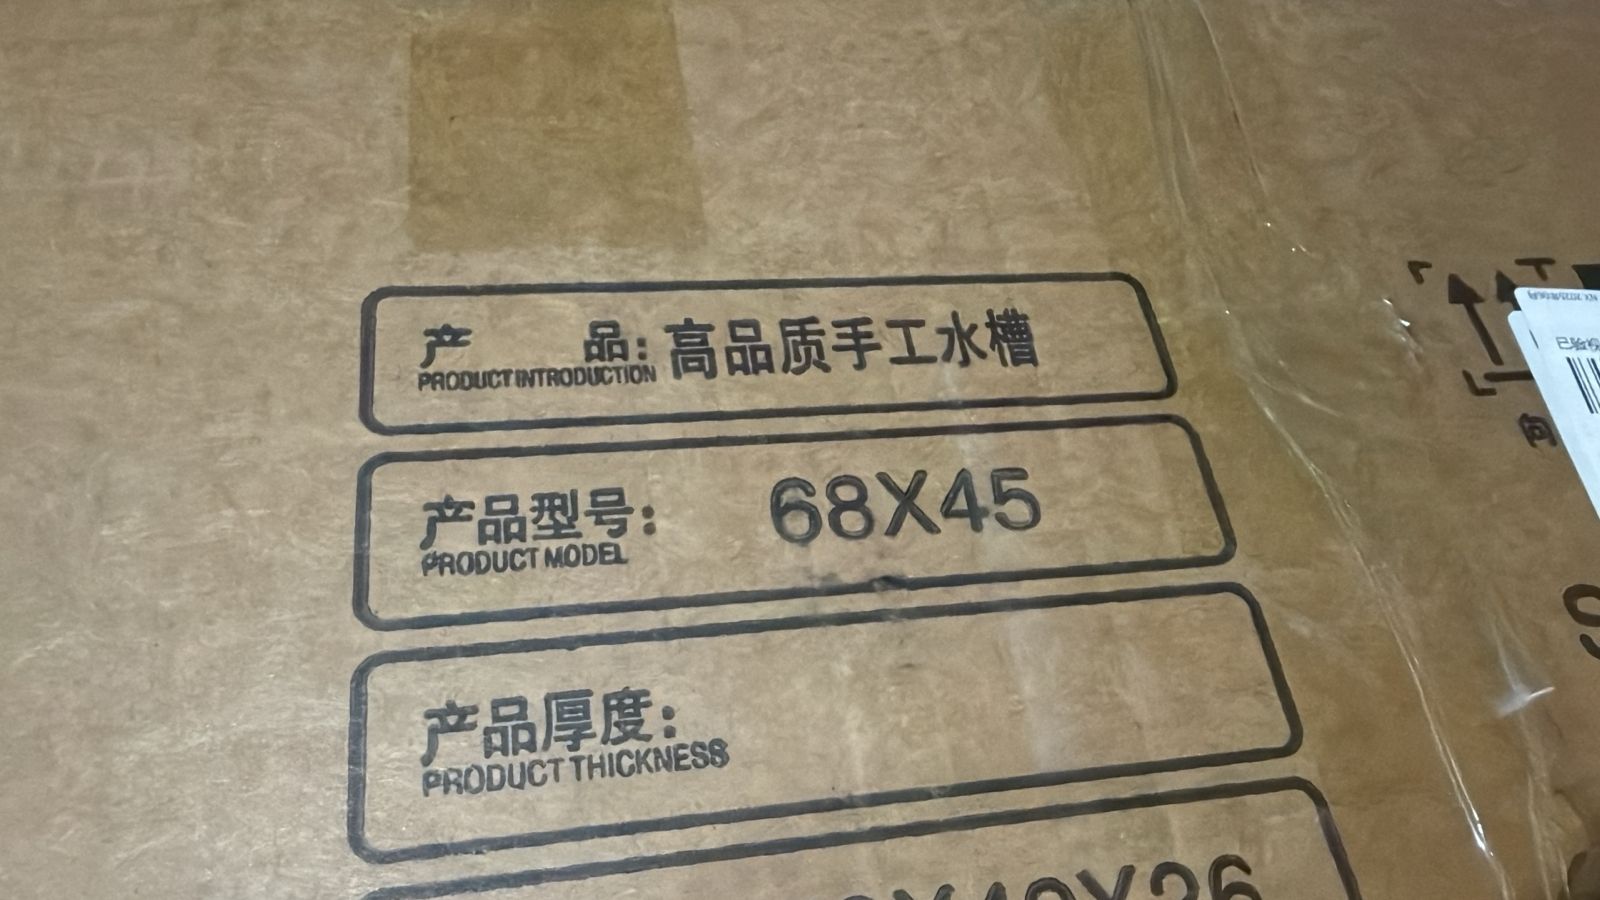 产 品: 高品质手工水槽
PRODUCT INTRODUCTION
产品型号: 68X45
PRODUCT MODEL
产品厚度:
PRODUCT THICKNESS
向